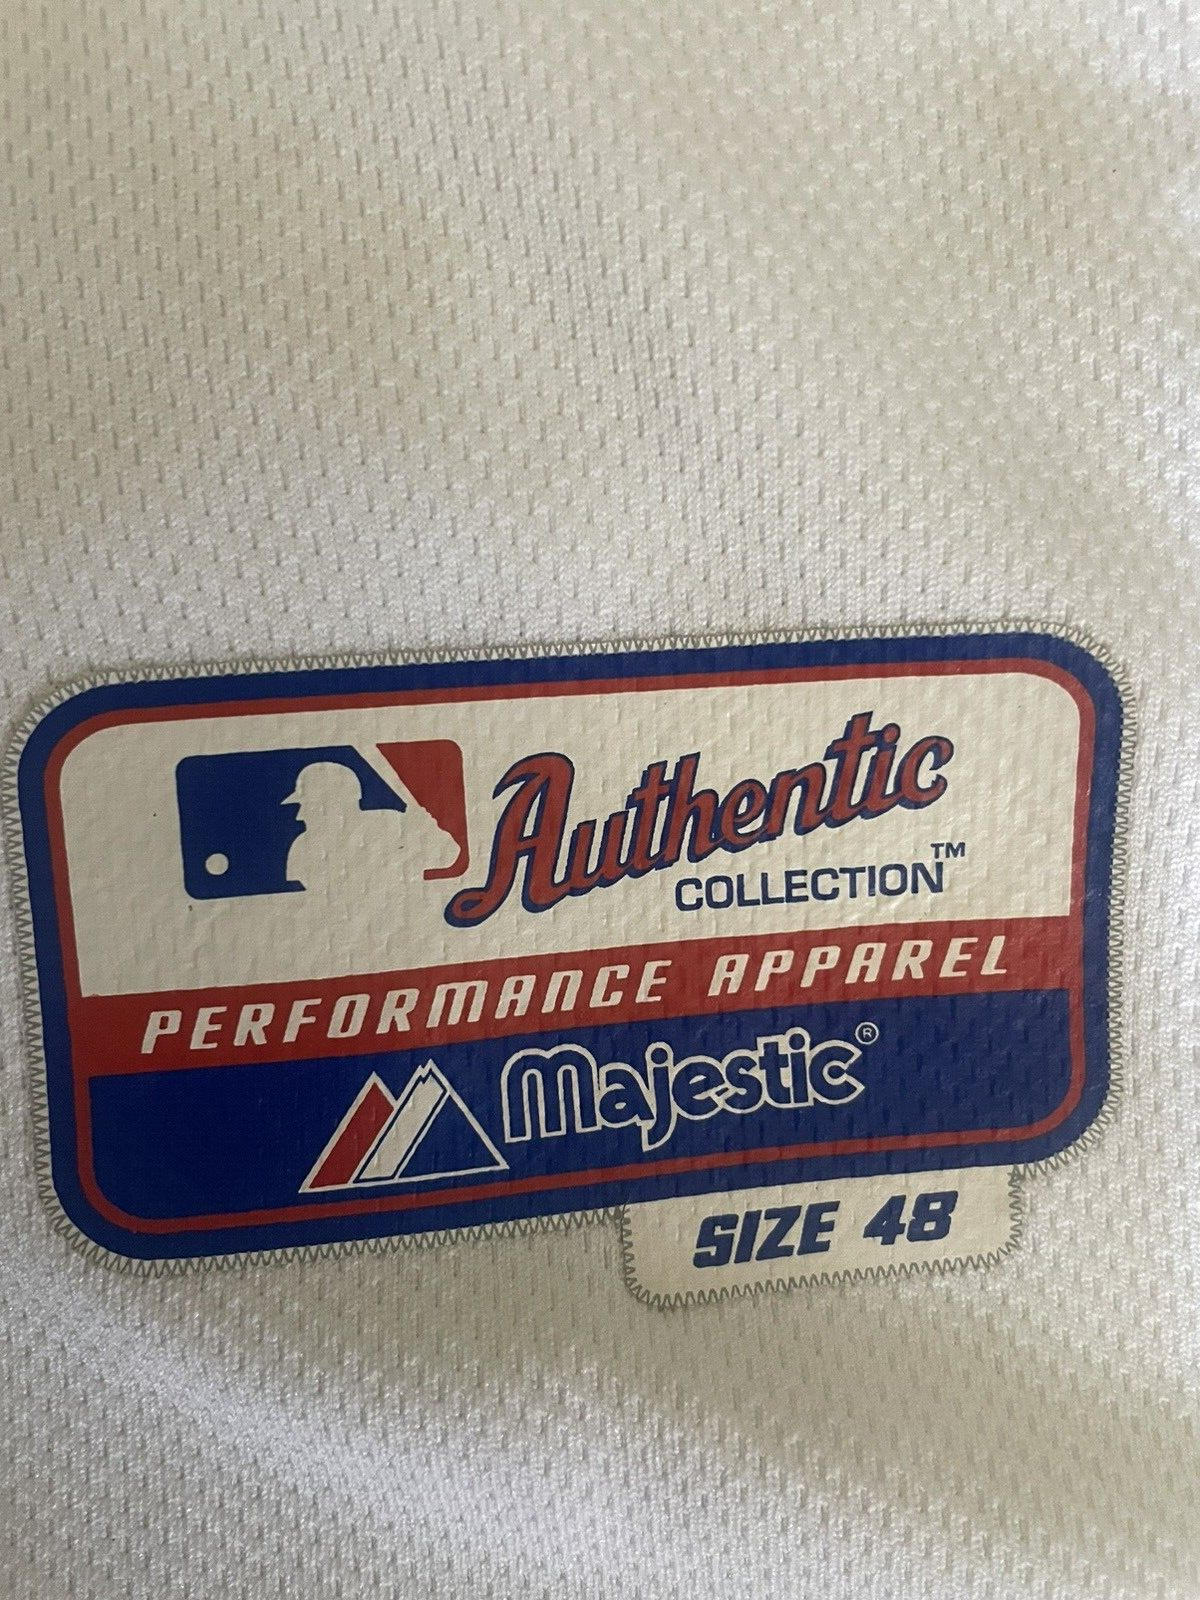 Authentic
COLLECTION™
PERFORMANCE APPAREL
Majestic®
SIZE 48